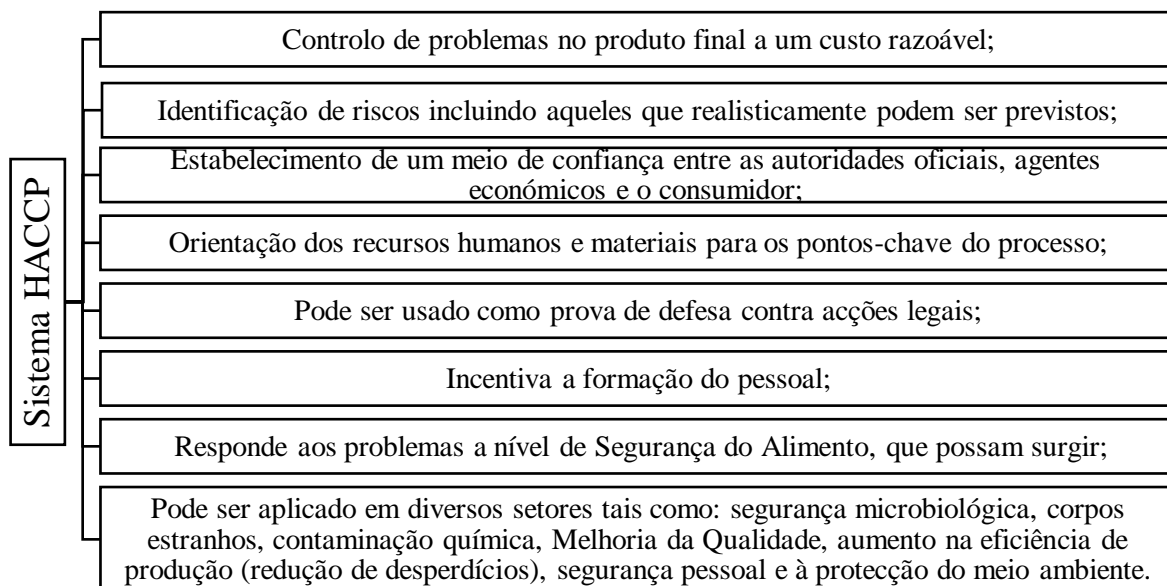 Sistema HACCP
Controlo de problemas no produto final a um custo razoável;
Identificação de riscos incluindo aqueles que realisticamente podem ser previstos;
Estabelecimento de um meio de confiança entre as autoridades oficiais, agentes
económicos e o consumidor;
Orientação dos recursos humanos e materiais para os pontos-chave do processo;
Pode ser usado como prova de defesa contra acções legais;
Incentiva a formação do pessoal;
Responde aos problemas a nível de Segurança do Alimento, que possam surgir;
Pode ser aplicado em diversos setores tais como: segurança microbiológica, corpos
estranhos, contaminação química, Melhoria da Qualidade, aumento na eficiência de
produção (redução de desperdícios), segurança pessoal e à protecção do meio ambiente.